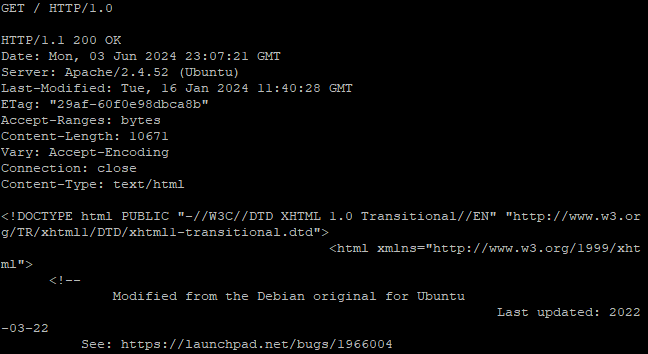 GET / HTTP/1.0

HTTP/1.1 200 OK
Date: Mon, 03 Jun 2024 23:07:21 GMT
Server: Apache/2.4.52 (Ubuntu)
Last-Modified: Tue, 16 Jan 2024 11:40:28 GMT
ETag: "29af-60f0e98dbca8b"
Accept-Ranges: bytes
Content-Length: 10671
Vary: Accept-Encoding
Connection: close
Content-Type: text/html

<!DOCTYPE html PUBLIC "-//W3C//DTD XHTML 1.0 Transitional//EN" "http://www.w3.or
g/TR/xhtml1/DTD/xhtml1-transitional.dtd">
                                         <html xmlns="http://www.w3.org/1999/xht
ml">
      <!--
              Modified from the Debian original for Ubuntu
                                                              Last updated: 2022
-03-22
          See: https://launchpad.net/bugs/1966004